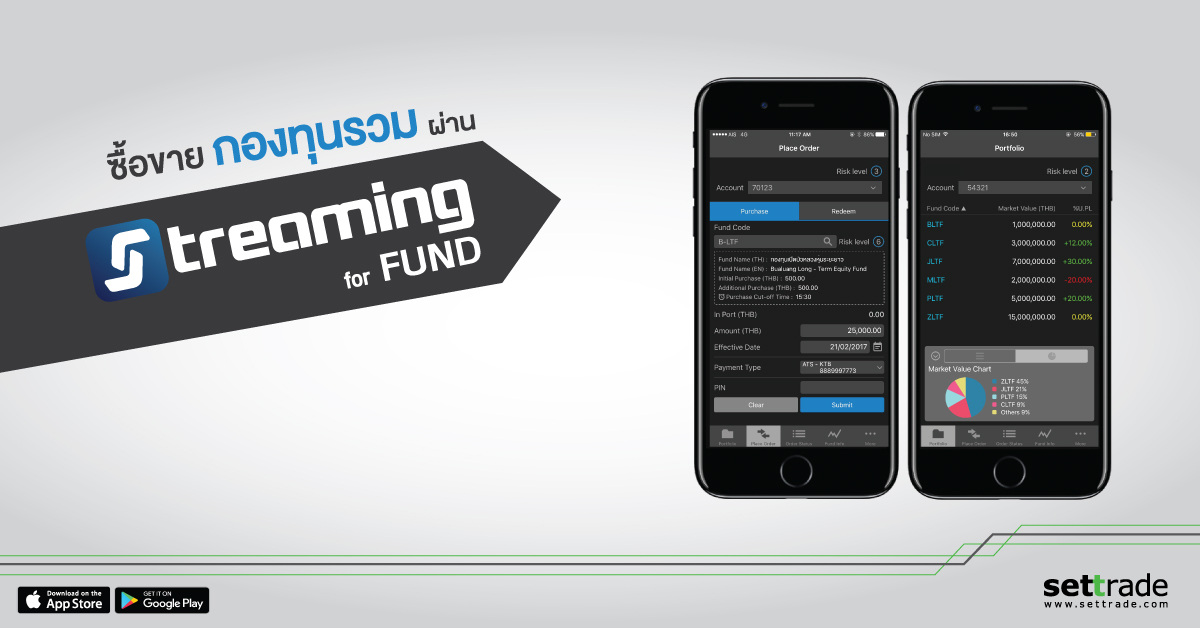 ซื้อขาย กองทุนรวม ผ่าน
Streaming
for FUND
AIS 4G 11:17 AM 86%
Place Order
Risk level 3
Account 70123
Purchase Redeem
Fund Code
B-LTF Risk level 6
Fund Name (TH) : กองทุนเปิดบัวหลวงหุ้นระยะยาว
Fund Name (EN) : Bualuang Long - Term Equity Fund
Initial Purchase (THB) : 500.00
Additional Purchase (THB) : 500.00
Purchase Cut-off Time : 15:30
In Port (THB) 0.00
Amount (THB) 25,000.00
Effective Date 21/02/2017
Payment Type ATS - KTB
8889997773
PIN
Clear Submit
Portfolio Place Order Order Status Fund Info More
No SIM 16:50 56%
Portfolio
Risk level 2
Account 54321
Fund Code ▲ Market Value (THB) %U.PL
BLTF 1,000,000.00 0.00%
CLTF 3,000,000.00 +12.00%
JLTF 7,000,000.00 +30.00%
MLTF 2,000,000.00 -20.00%
PLTF 5,000,000.00 +20.00%
ZLTF 15,000,000.00 0.00%
Market Value Chart
ZLTF 45%
JLTF 21%
PLTF 15%
CLTF 9%
Others 9%
Portfolio Place Order Order Status Fund Info More
Download on the
App Store
GET IT ON
Google Play
settrade
www.settrade.com